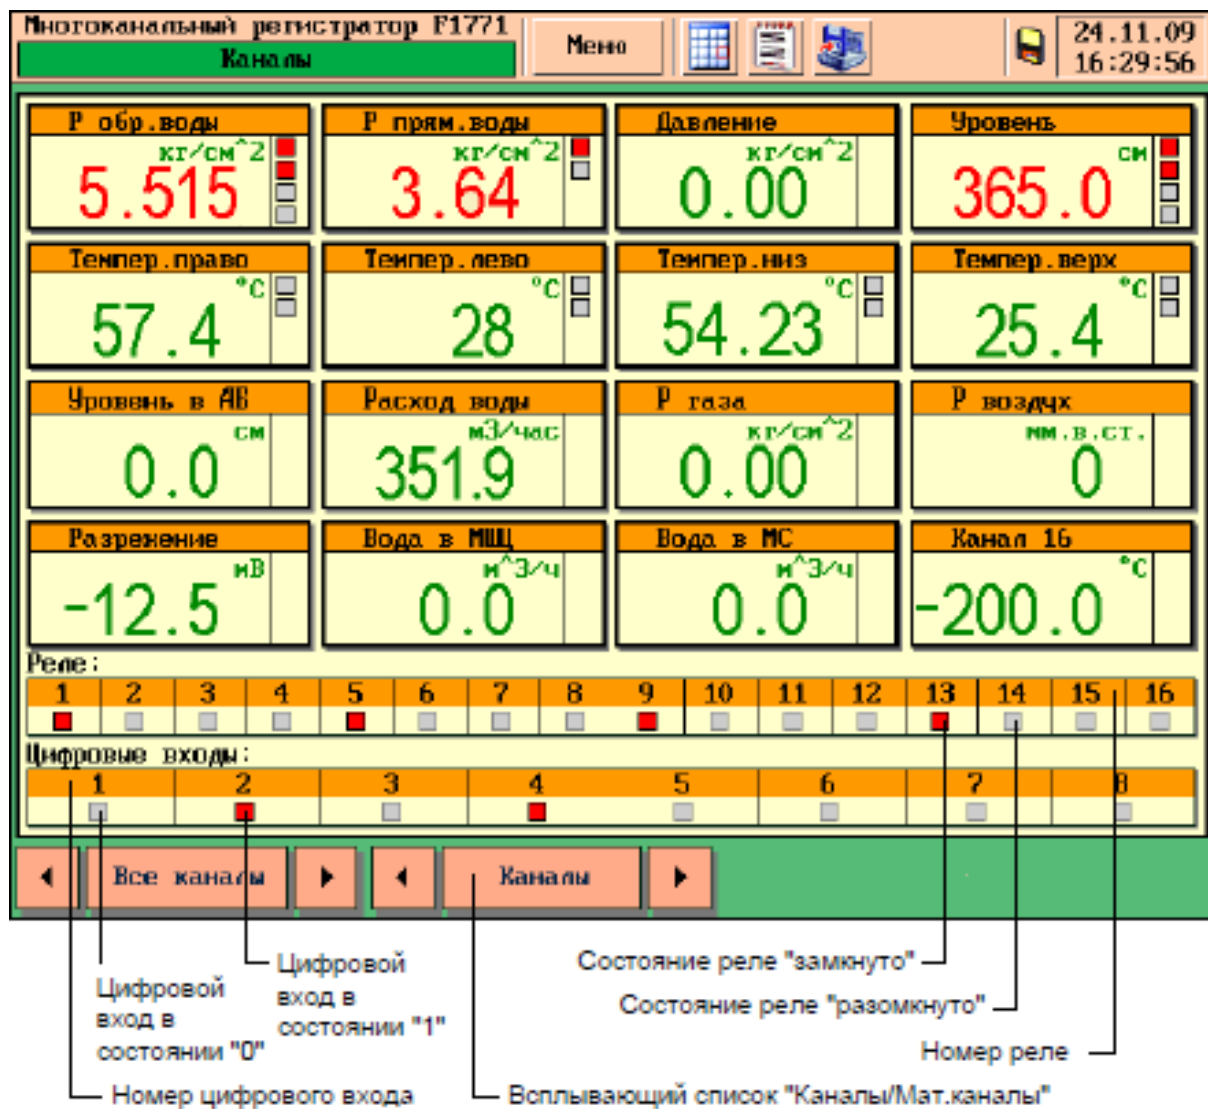 Многоканальный регистратор F1771
Каналы
Меню
24.11.09
16:29:56
Р обр.воды
Р прям.воды
Давление
Уровень
кг/см^2
кг/см^2
кг/см^2
см
5.515
3.64
0.00
365.0
Темпер.право
Темпер.лево
Темпер.низ
Темпер.верх
°C
°C
°C
°C
57.4
28
54.23
25.4
Уровень в АБ
Расход воды
Р газа
Р воздух
см
м3/час
кг/см^2
мм.в.ст.
0.0
351.9
0.00
0
Разрежение
Вода в МЩЦ
Вода в МС
Канал 16
мВ
м^3/ч
м^3/ч
°C
-12.5
0.0
0.0
-200.0
Реле:
1 2 3 4 5 6 7 8 9 10 11 12 13 14 15 16
Цифровые входы:
1 2 3 4 5 6 7 8
Все каналы
Каналы
Цифровой
вход в
состоянии "0"
Цифровой
вход в
состоянии "1"
Состояние реле "замкнуто"
Состояние реле "разомкнуто"
Номер реле
Номер цифрового входа
Всплывающий список "Каналы/Мат.каналы"